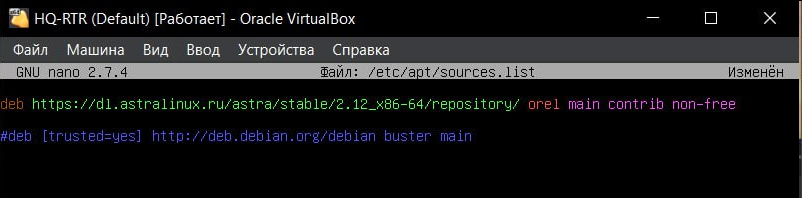 HQ-RTR (Default) [Работает] - Oracle VirtualBox
Файл Машина Вид Ввод Устройства Справка
GNU nano 2.7.4 Файл: /etc/apt/sources.list Изменён
deb https://dl.astralinux.ru/astra/stable/2.12_x86-64/repository/ orel main contrib non-free
#deb [trusted=yes] http://deb.debian.org/debian buster main